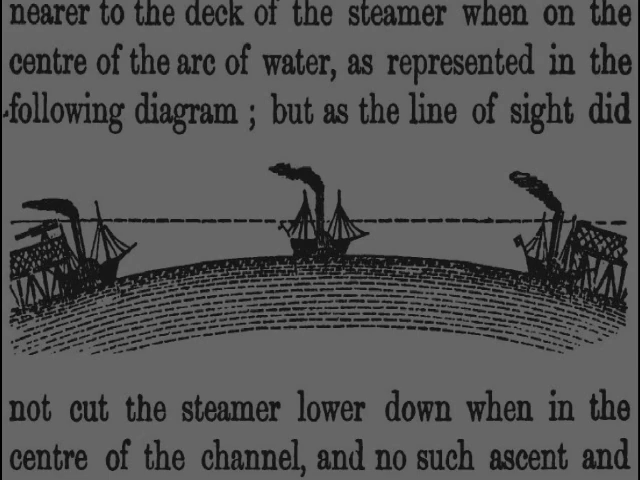 nearer to the deck of the steamer when on the
centre of the arc of water, as represented in the
following diagram ; but as the line of sight did
not cut the steamer lower down when in the
centre of the channel, and no such ascent and